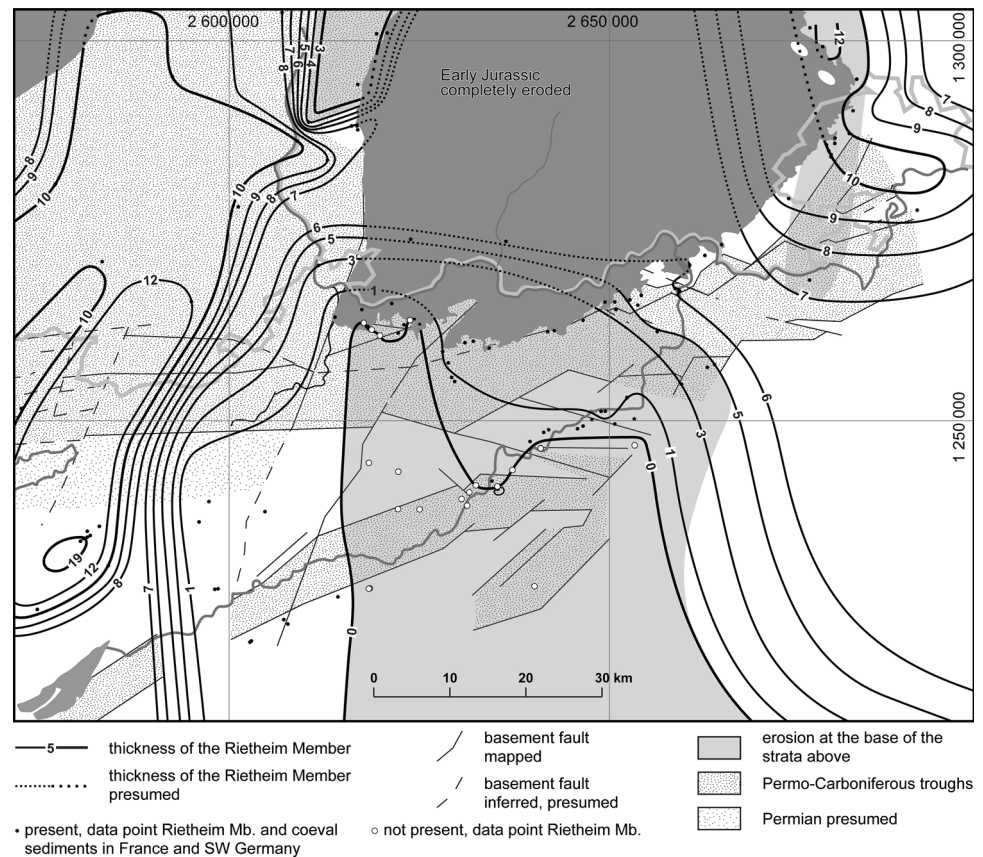 2 600 000
2 650 000
1 300 000
1 250 000
7
5
6
8
3
4
Early Jurassic
completely eroded
12
7
8
9
10
9
8
7
8
9
10
10
9
8
7
6
5
3
1
12
10
19
12
8
7
1
0
6
5
3
1
0
0
10
20
30 km
5
thickness of the Rietheim Member
thickness of the Rietheim Member
presumed
present, data point Rietheim Mb. and coeval
sediments in France and SW Germany
basement fault
mapped
basement fault
inferred, presumed
not present, data point Rietheim Mb.
erosion at the base of the
strata above
Permo-Carboniferous troughs
Permian presumed